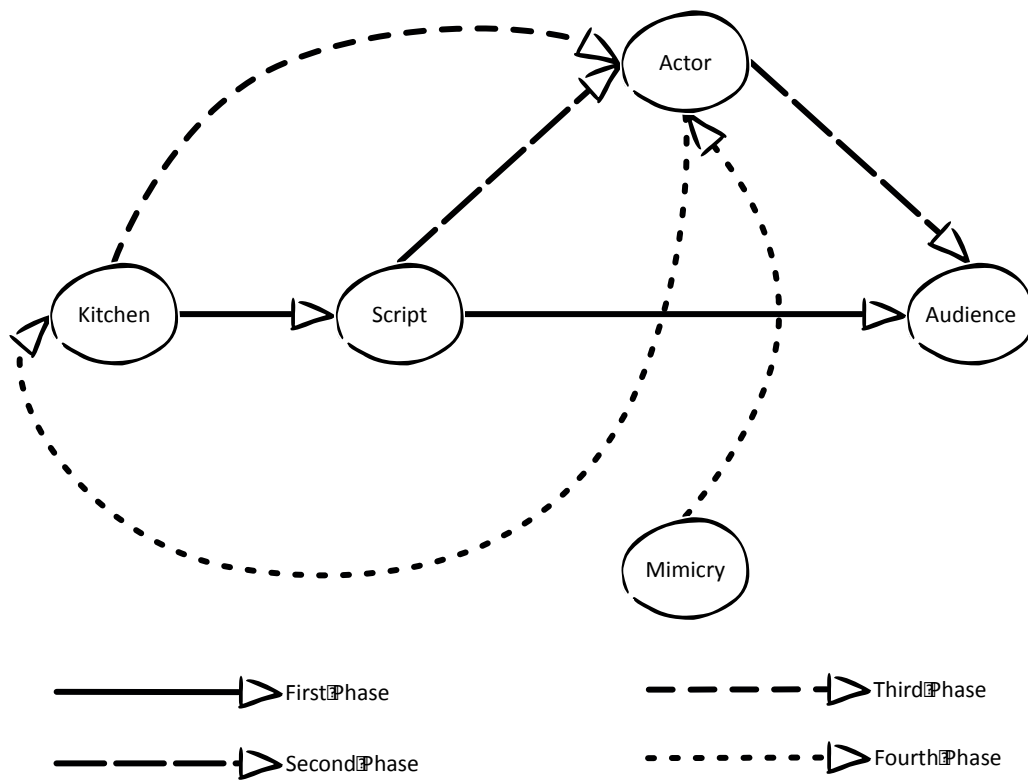 Actor
Kitchen
Script
Audience
Mimicry
First⍰Phase
Third⍰Phase
Second⍰Phase
Fourth⍰Phase